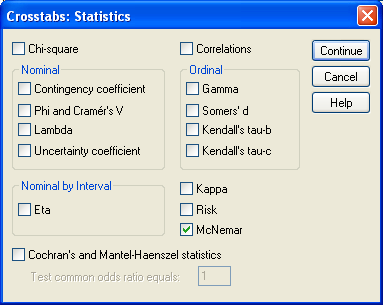 Crosstabs: Statistics
Chi-square
Correlations
Continue
Cancel
Help
Nominal
Contingency coefficient
Phi and Cramér's V
Lambda
Uncertainty coefficient
Ordinal
Gamma
Somers' d
Kendall's tau-b
Kendall's tau-c
Nominal by Interval
Eta
Kappa
Risk
McNemar
Cochran's and Mantel-Haenszel statistics
Test common odds ratio equals: 1